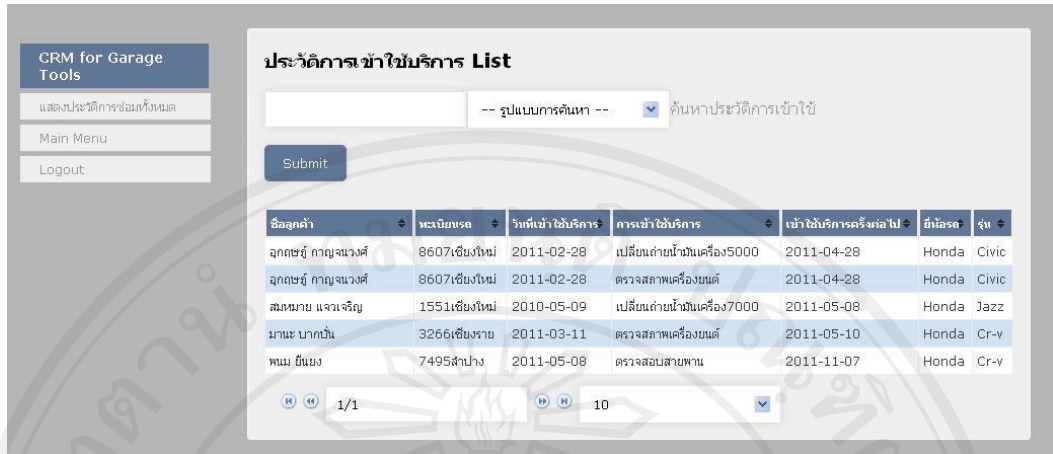 CRM for Garage
Tools
แสดงประวัติการซ่อมทั้งหมด
Main Menu
Logout
ประวัติการเข้าใช้บริการ List
-- รูปแบบการค้นหา -- ค้นหาประวัติการเข้าใช้
Submit
ชื่อลูกค้า ทะเบียนรถ วันที่เข้าใช้บริการ การเข้าใช้บริการ เข้าใช้บริการครั้งต่อไป ยี่ห้อรถ รุ่น
อุกฤษฎ์ กาญจนวงศ์ 8607เชียงใหม่ 2011-02-28 เปลี่ยนถ่ายน้ำมันเครื่อง5000 2011-04-28 Honda Civic
อุกฤษฎ์ กาญจนวงศ์ 8607เชียงใหม่ 2011-02-28 ตรวจสภาพเครื่องยนต์ 2011-04-28 Honda Civic
สมหมาย แจวเจริญ 1551เชียงใหม่ 2010-05-09 เปลี่ยนถ่ายน้ำมันเครื่อง7000 2011-05-08 Honda Jazz
มานะ บากบั่น 3266เชียงราย 2011-03-11 ตรวจสภาพเครื่องยนต์ 2011-05-10 Honda Cr-v
พนม ยีแยง 7495ลำปาง 2011-05-08 ตรวจสอบสายพาน 2011-11-07 Honda Cr-v
1/1 10